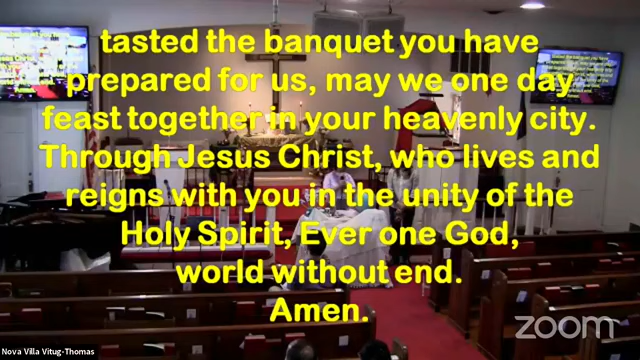 tasted the banquet you have
prepared for us, may we one day
feast together in your heavenly city.
Through Jesus Christ, who lives and
reigns with you in the unity of the
Holy Spirit, Ever one God,
world without end.
Amen.
Nova Villa Vitug-Thomas
zoom